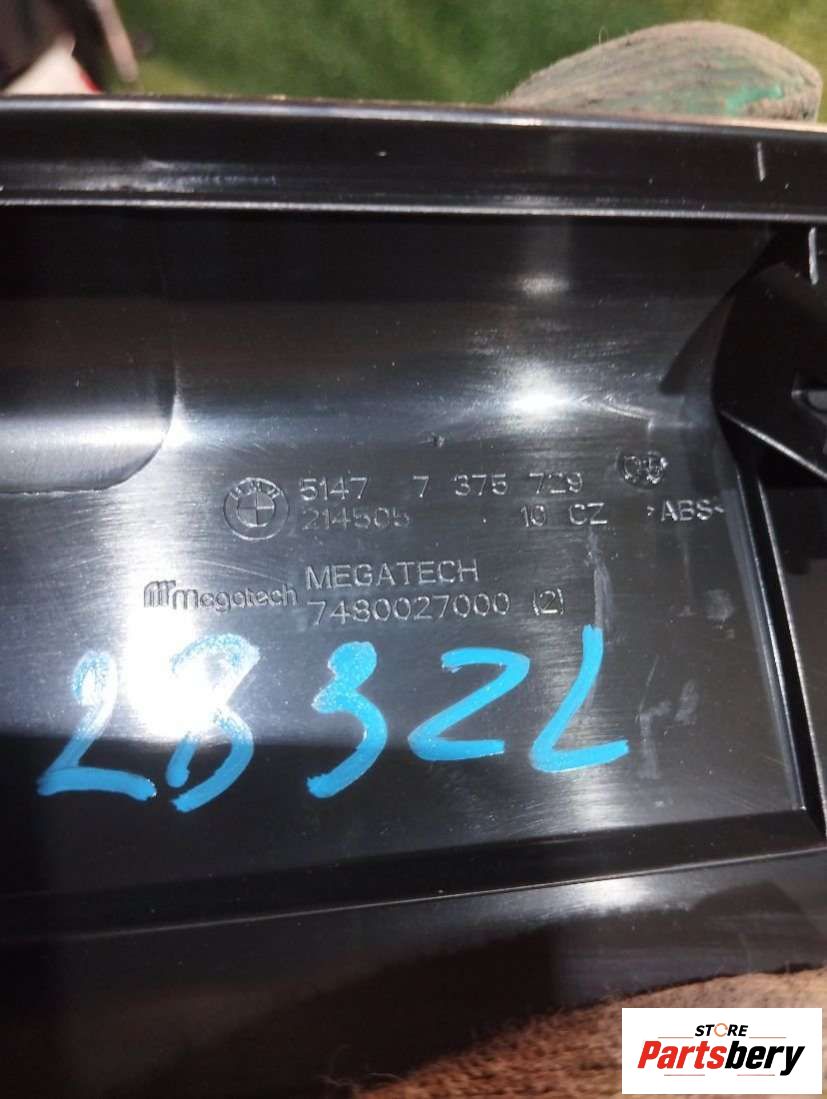 5147 7 375 729
214505 10 CZ >ABS<
Megatech MEGATECH
7480027000 (2)
2B32L
STORE
Partsbery